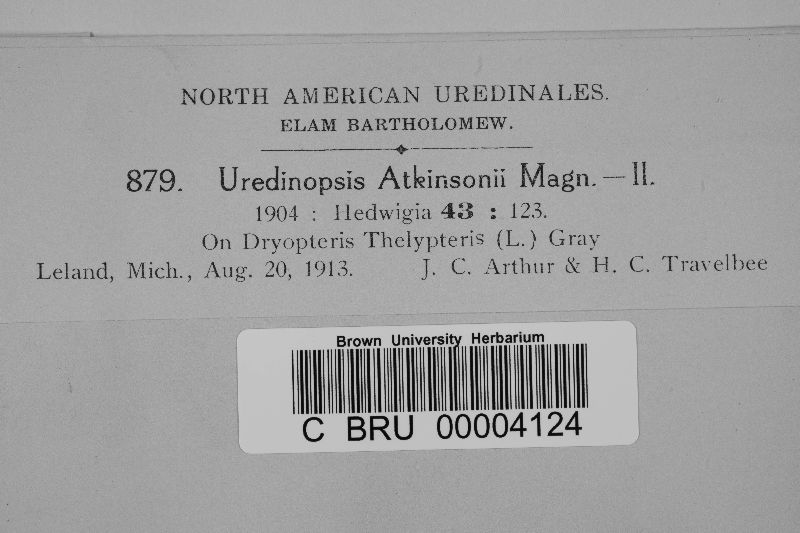 NORTH AMERICAN UREDINALES.
ELAM BARTHOLOMEW.
879. Uredinopsis Atkinsonii Magn. — II.
1904 : Hedwigia 43 : 123.
On Dryopteris Thelypteris (L.) Gray
Leland, Mich., Aug. 20, 1913. J. C. Arthur & H. C. Travelbee
Brown University Herbarium
C BRU 00004124